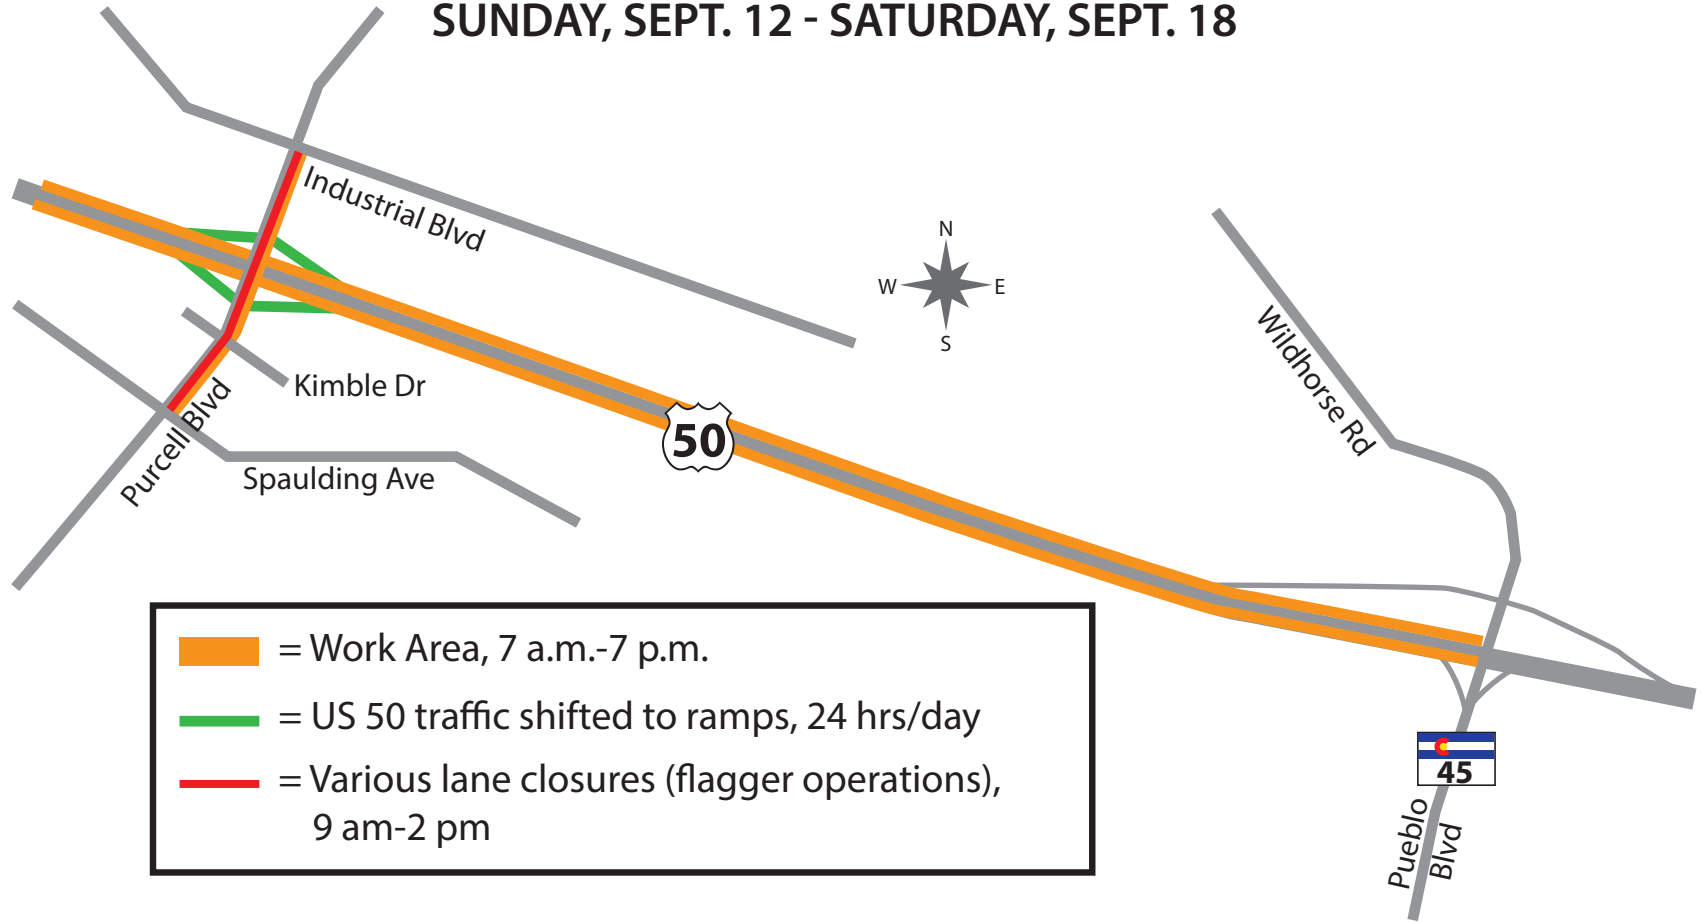 SUNDAY, SEPT. 12 - SATURDAY, SEPT. 18
Industrial Blvd
N
W
E
S
Wildhorse Rd
Kimble Dr
Purcell Blvd
50
Spaulding Ave
= Work Area, 7 a.m.-7 p.m.
= US 50 traffic shifted to ramps, 24 hrs/day
= Various lane closures (flagger operations),
9 am-2 pm
45
Pueblo
Blvd